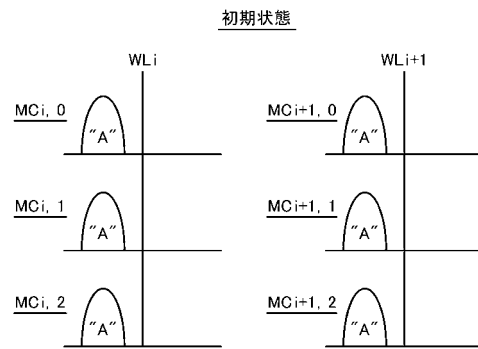 初期状態
WLi WLi+1
MCi, 0 "A" MCi+1, 0 "A"
MCi, 1 "A" MCi+1, 1 "A"
MCi, 2 "A" MCi+1, 2 "A"